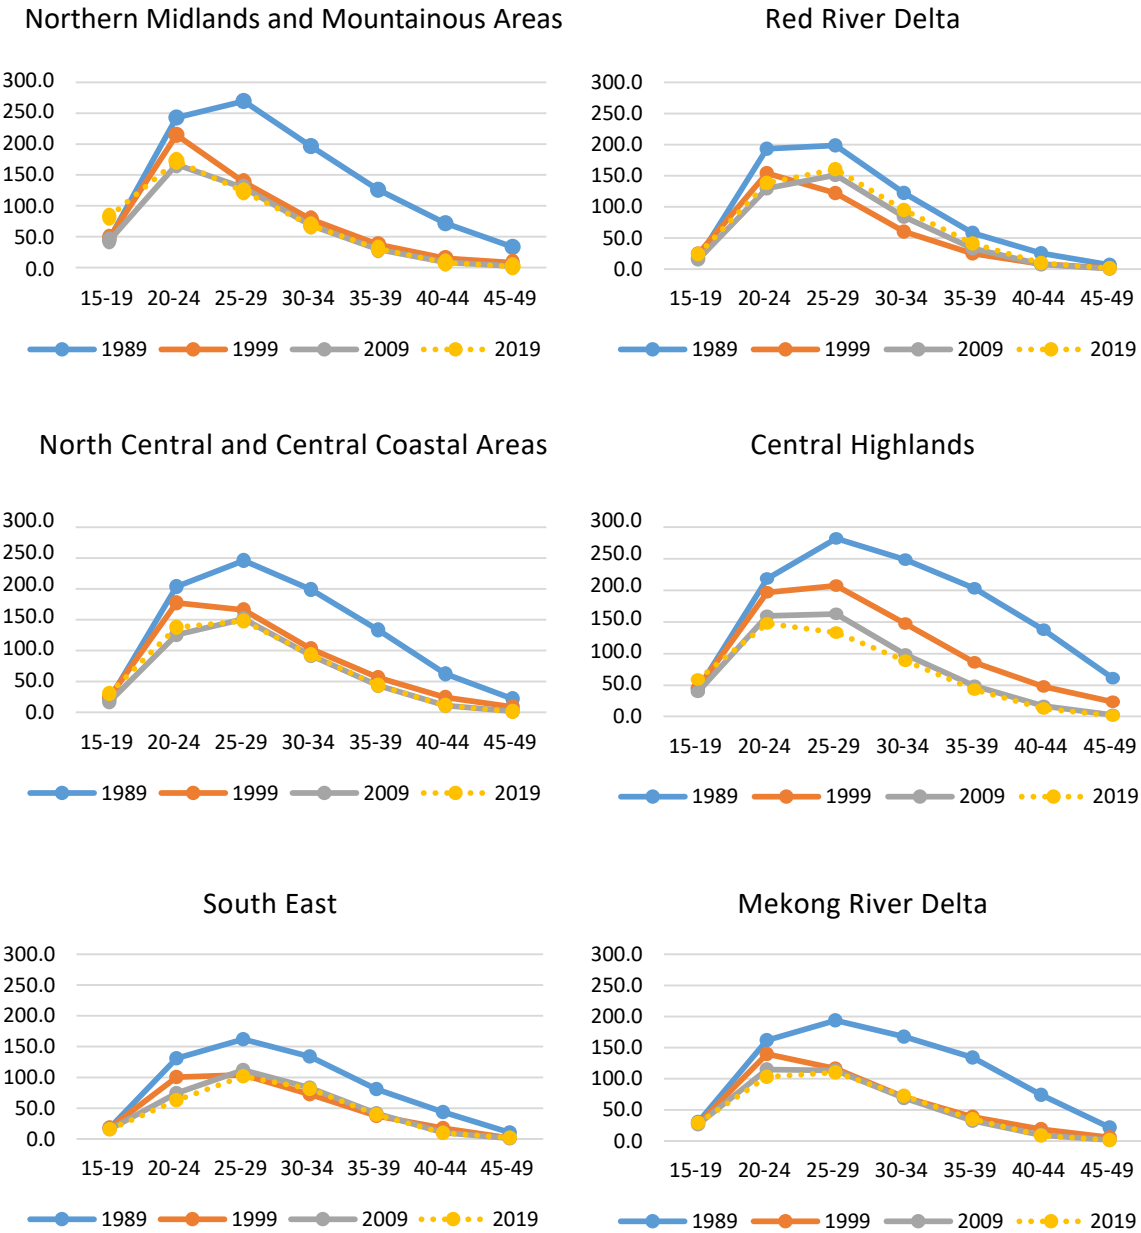 Northern Midlands and Mountainous Areas
300.0
250.0
200.0
150.0
100.0
50.0
0.0
15-19 20-24 25-29 30-34 35-39 40-44 45-49
1989 1999 2009 2019
Red River Delta
300.0
250.0
200.0
150.0
100.0
50.0
0.0
15-19 20-24 25-29 30-34 35-39 40-44 45-49
1989 1999 2009 2019
North Central and Central Coastal Areas
300.0
250.0
200.0
150.0
100.0
50.0
0.0
15-19 20-24 25-29 30-34 35-39 40-44 45-49
1989 1999 2009 2019
Central Highlands
300.0
250.0
200.0
150.0
100.0
50.0
0.0
15-19 20-24 25-29 30-34 35-39 40-44 45-49
1989 1999 2009 2019
South East
300.0
250.0
200.0
150.0
100.0
50.0
0.0
15-19 20-24 25-29 30-34 35-39 40-44 45-49
1989 1999 2009 2019
Mekong River Delta
300.0
250.0
200.0
150.0
100.0
50.0
0.0
15-19 20-24 25-29 30-34 35-39 40-44 45-49
1989 1999 2009 2019